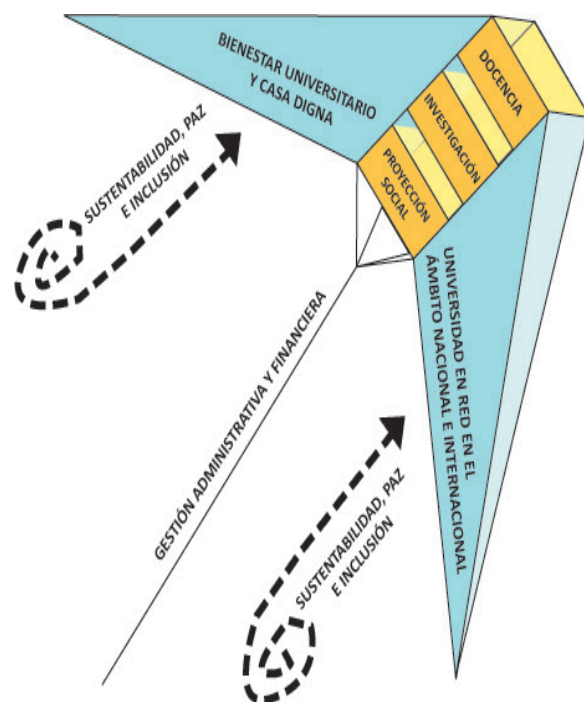 BIENESTAR UNIVERSITARIO
Y CASA DIGNA
DOCENCIA
INVESTIGACIÓN
PROYECCIÓN
SOCIAL
SUSTENTABILIDAD, PAZ
E INCLUSIÓN
UNIVERSIDAD EN RED EN EL
ÁMBITO NACIONAL E INTERNACIONAL
GESTIÓN ADMINISTRATIVA Y FINANCIERA
SUSTENTABILIDAD, PAZ
E INCLUSIÓN